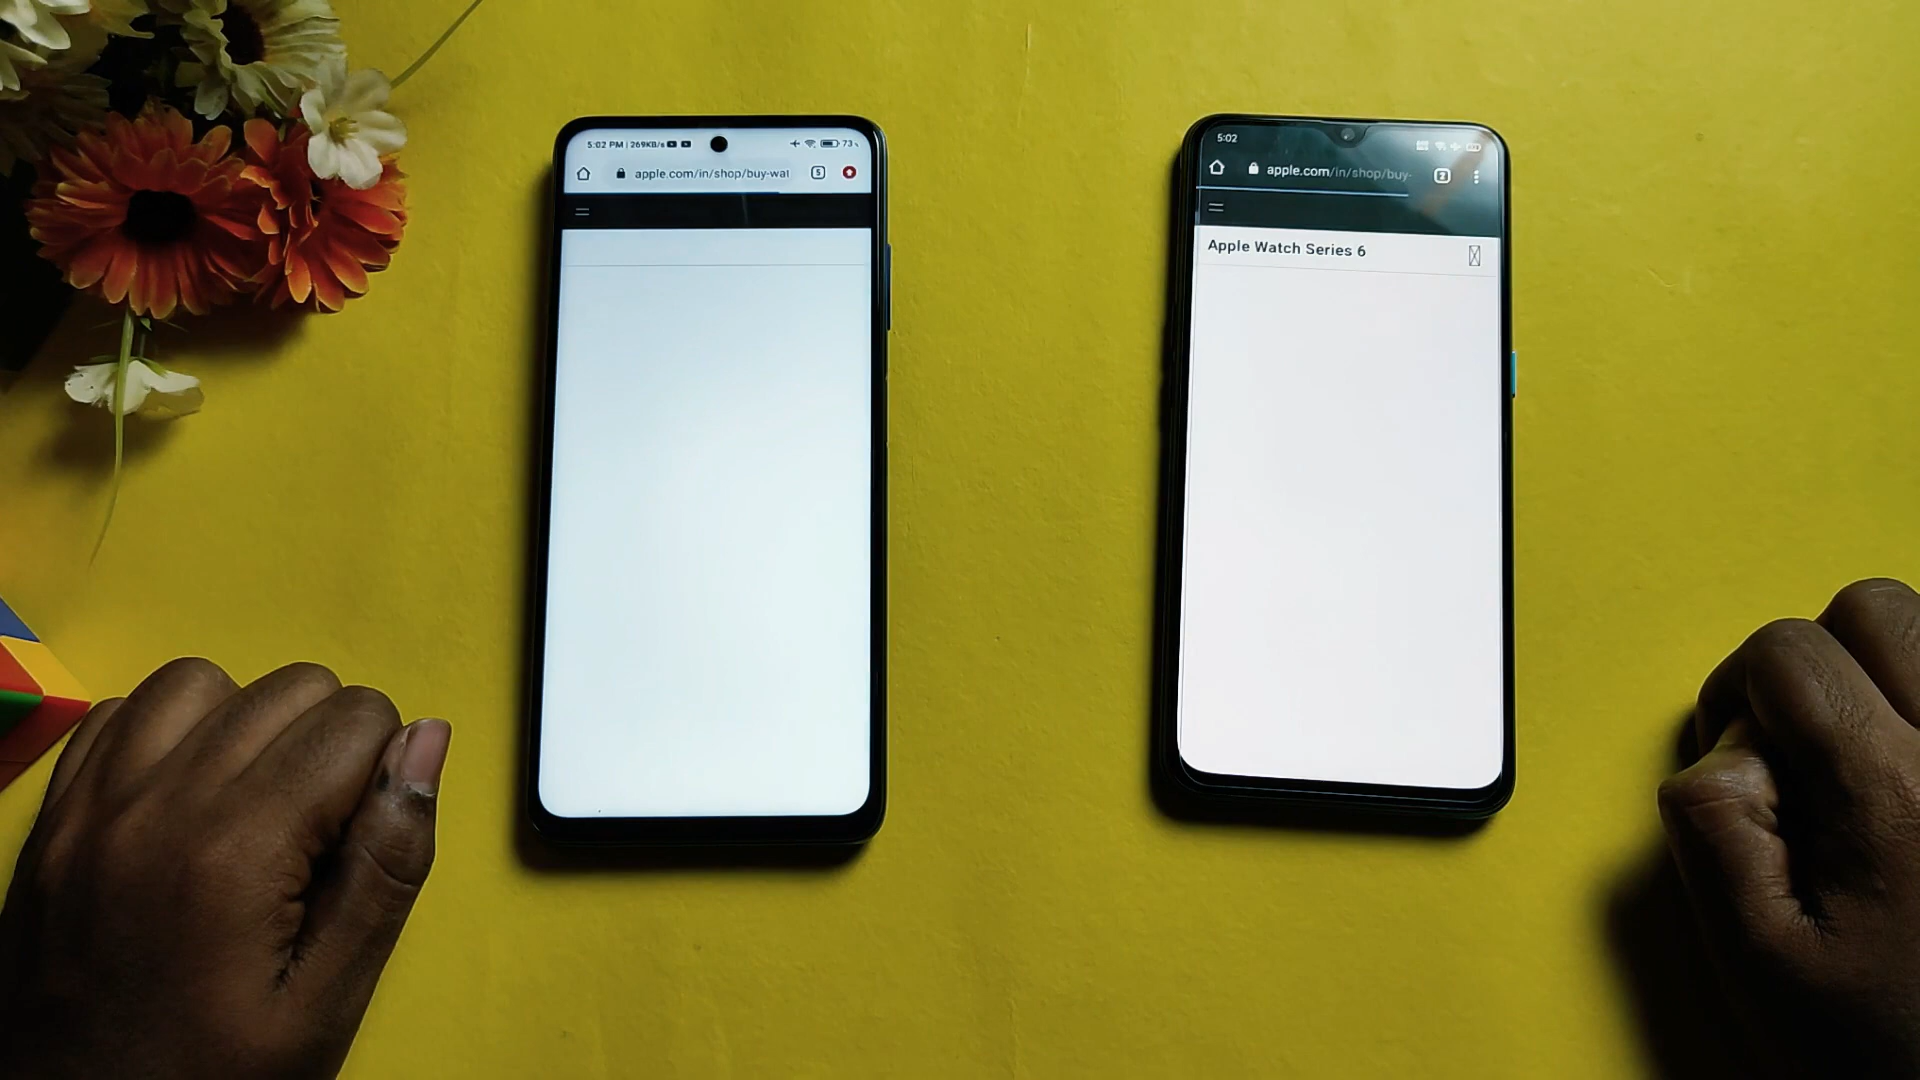 5:02 PM | 269KB/s
73
apple.com/in/shop/buy-wat
5
5:02
apple.com/in/shop/buy-
2
Apple Watch Series 6